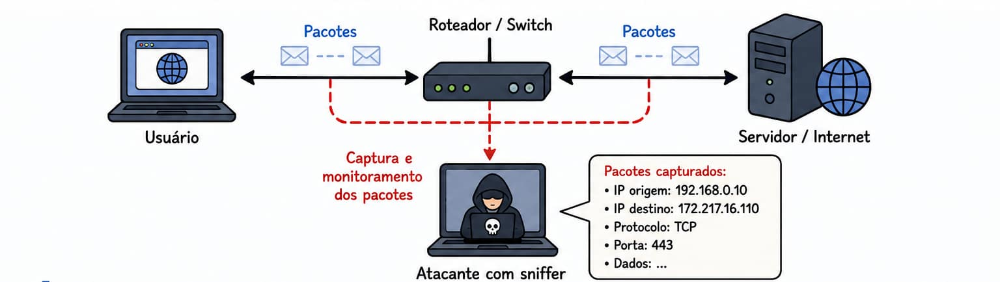 Pacotes
Roteador / Switch
Pacotes
Usuário
Servidor / Internet
Captura e
monitoramento
dos pacotes
Pacotes capturados:
• IP origem: 192.168.0.10
• IP destino: 172.217.16.110
• Protocolo: TCP
• Porta: 443
• Dados: ...
Atacante com sniffer